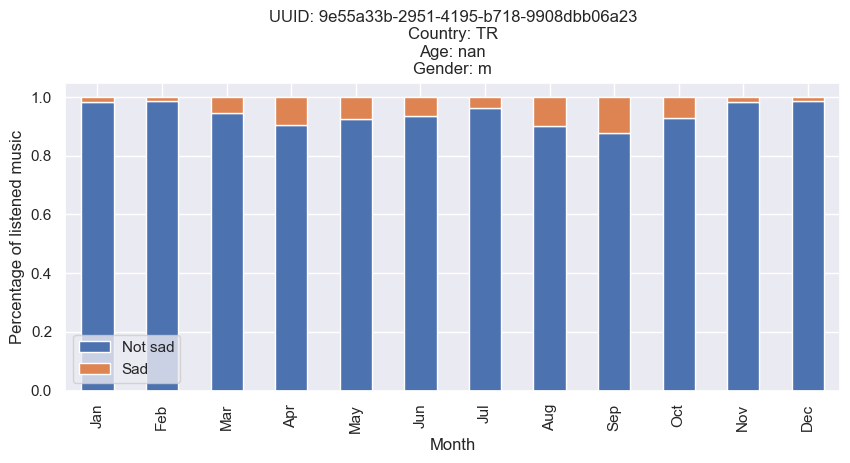 UUID: 9e55a33b-2951-4195-b718-9908dbb06a23
Country: TR
Age: nan
Gender: m
Percentage of listened music
1.0
0.8
0.6
0.4
0.2
0.0
Not sad
Sad
Jan
Feb
Mar
Apr
May
Jun
Jul
Aug
Sep
Oct
Nov
Dec
Month